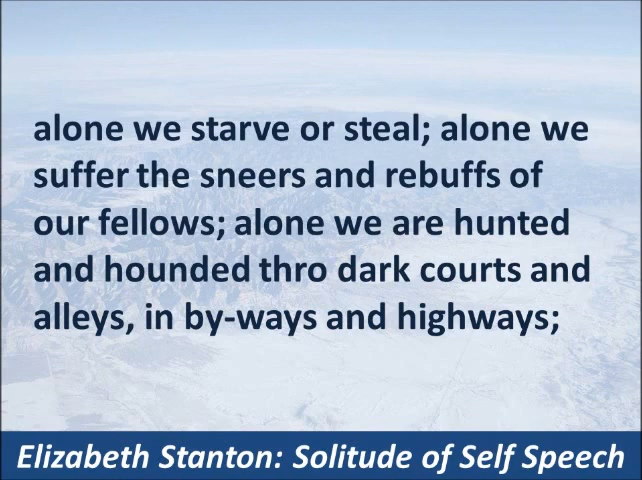 alone we starve or steal; alone we
suffer the sneers and rebuffs of
our fellows; alone we are hunted
and hounded thro dark courts and
alleys, in by-ways and highways;
Elizabeth Stanton: Solitude of Self Speech